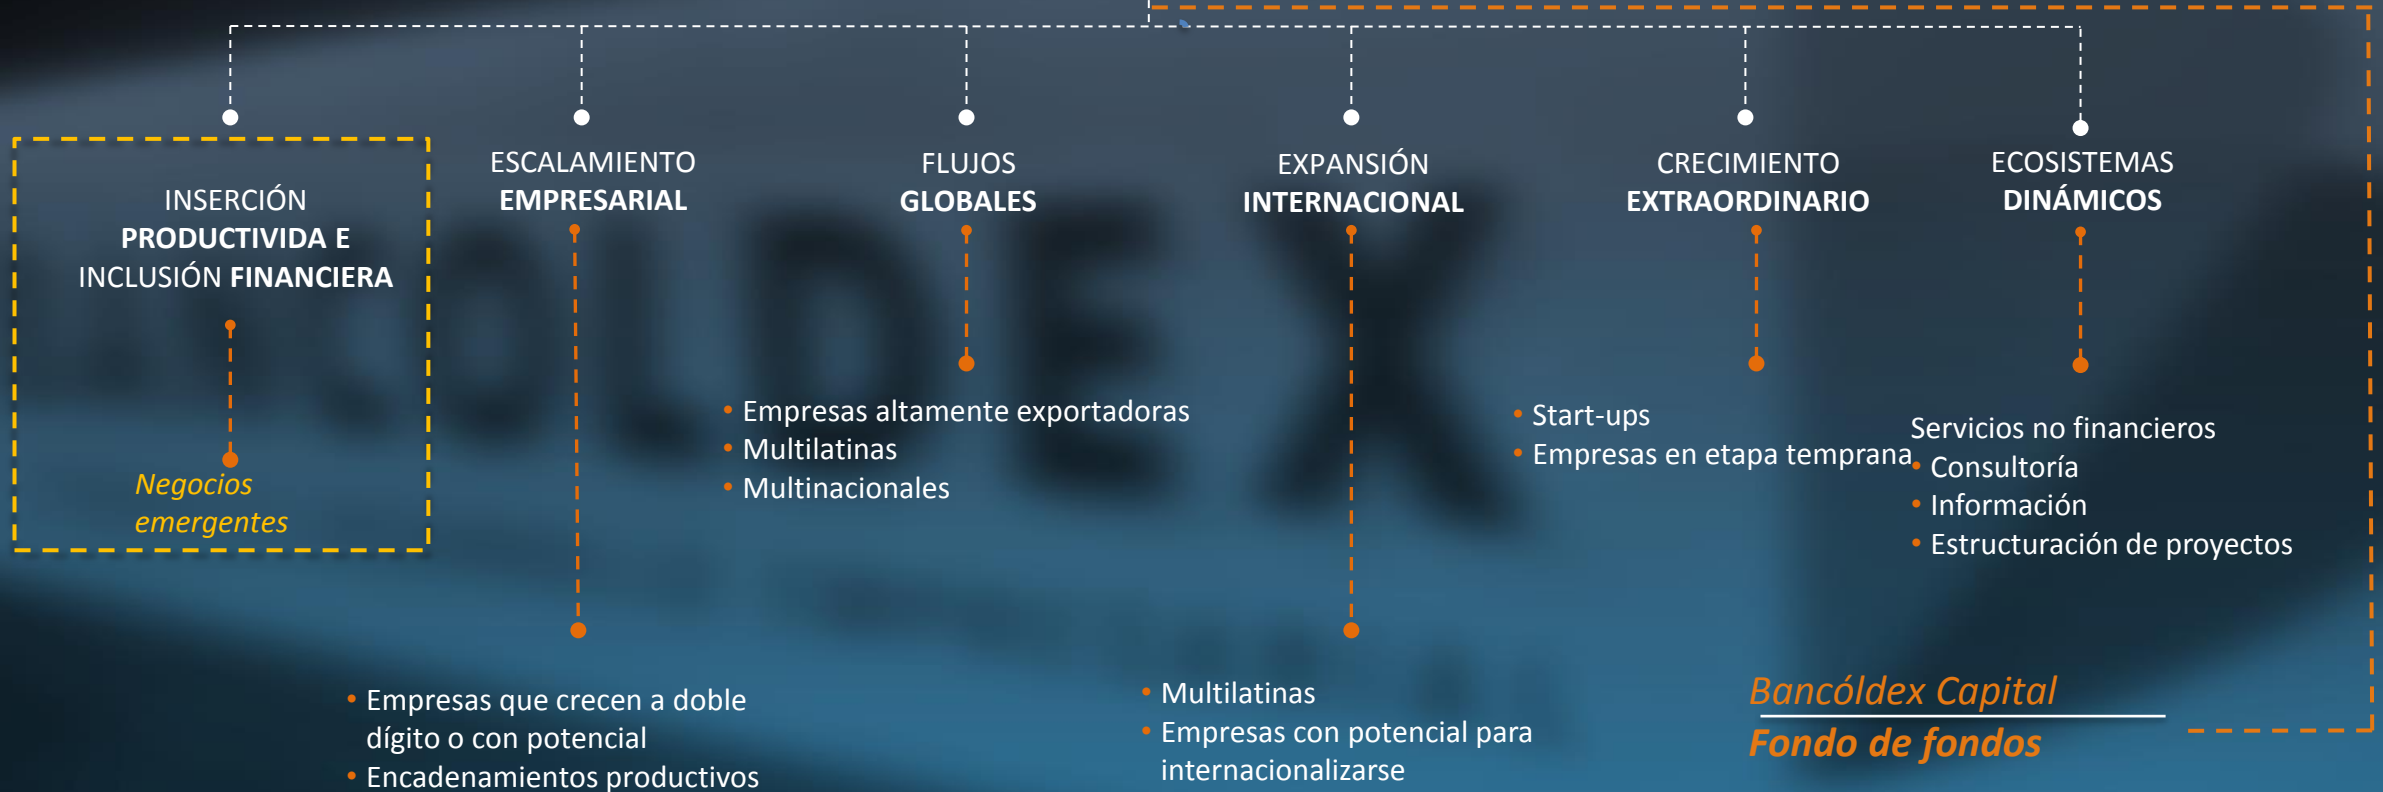 INSERCIÓN
PRODUCTIVIDA E
INCLUSIÓN FINANCIERA
Negocios
emergentes
ESCALAMIENTO
EMPRESARIAL
• Empresas que crecen a doble
dígito o con potencial
• Encadenamientos productivos
FLUJOS
GLOBALES
• Empresas altamente exportadoras
• Multilatinas
• Multinacionales
EXPANSIÓN
INTERNACIONAL
• Multilatinas
• Empresas con potencial para
internacionalizarse
CRECIMIENTO
EXTRAORDINARIO
• Start-ups
• Empresas en etapa temprana
ECOSISTEMAS
DINÁMICOS
Servicios no financieros
• Consultoría
• Información
• Estructuración de proyectos
Bancóldex Capital
Fondo de fondos
COLDEX